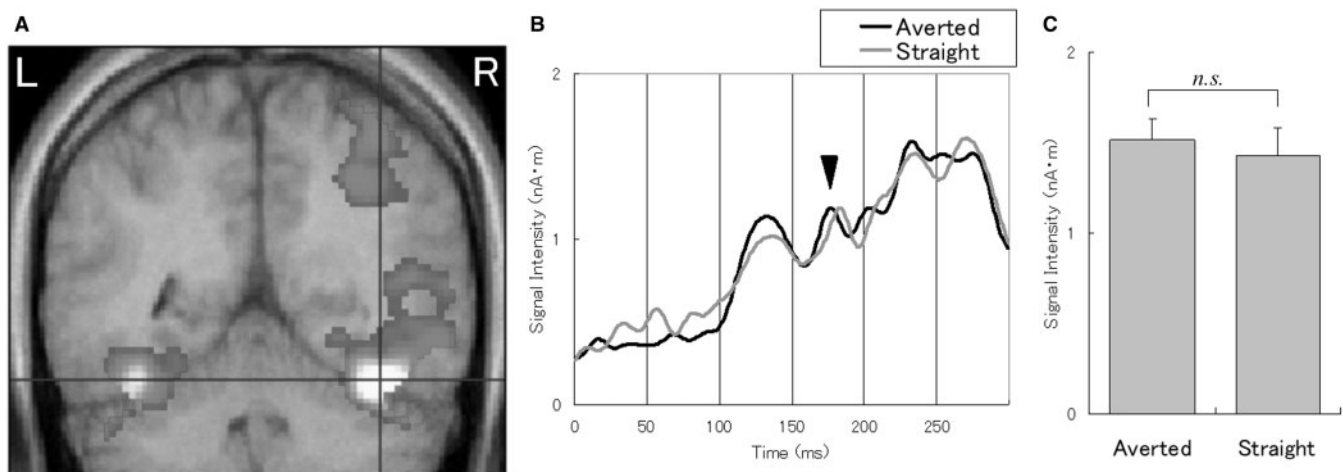 A
L
R
B
Averted
Straight
Signal Intensity (nA・m)
2
1
0
0
50
100
150
200
250
Time (ms)
C
Signal Intensity (nA・m)
2
1
0
n.s.
Averted
Straight